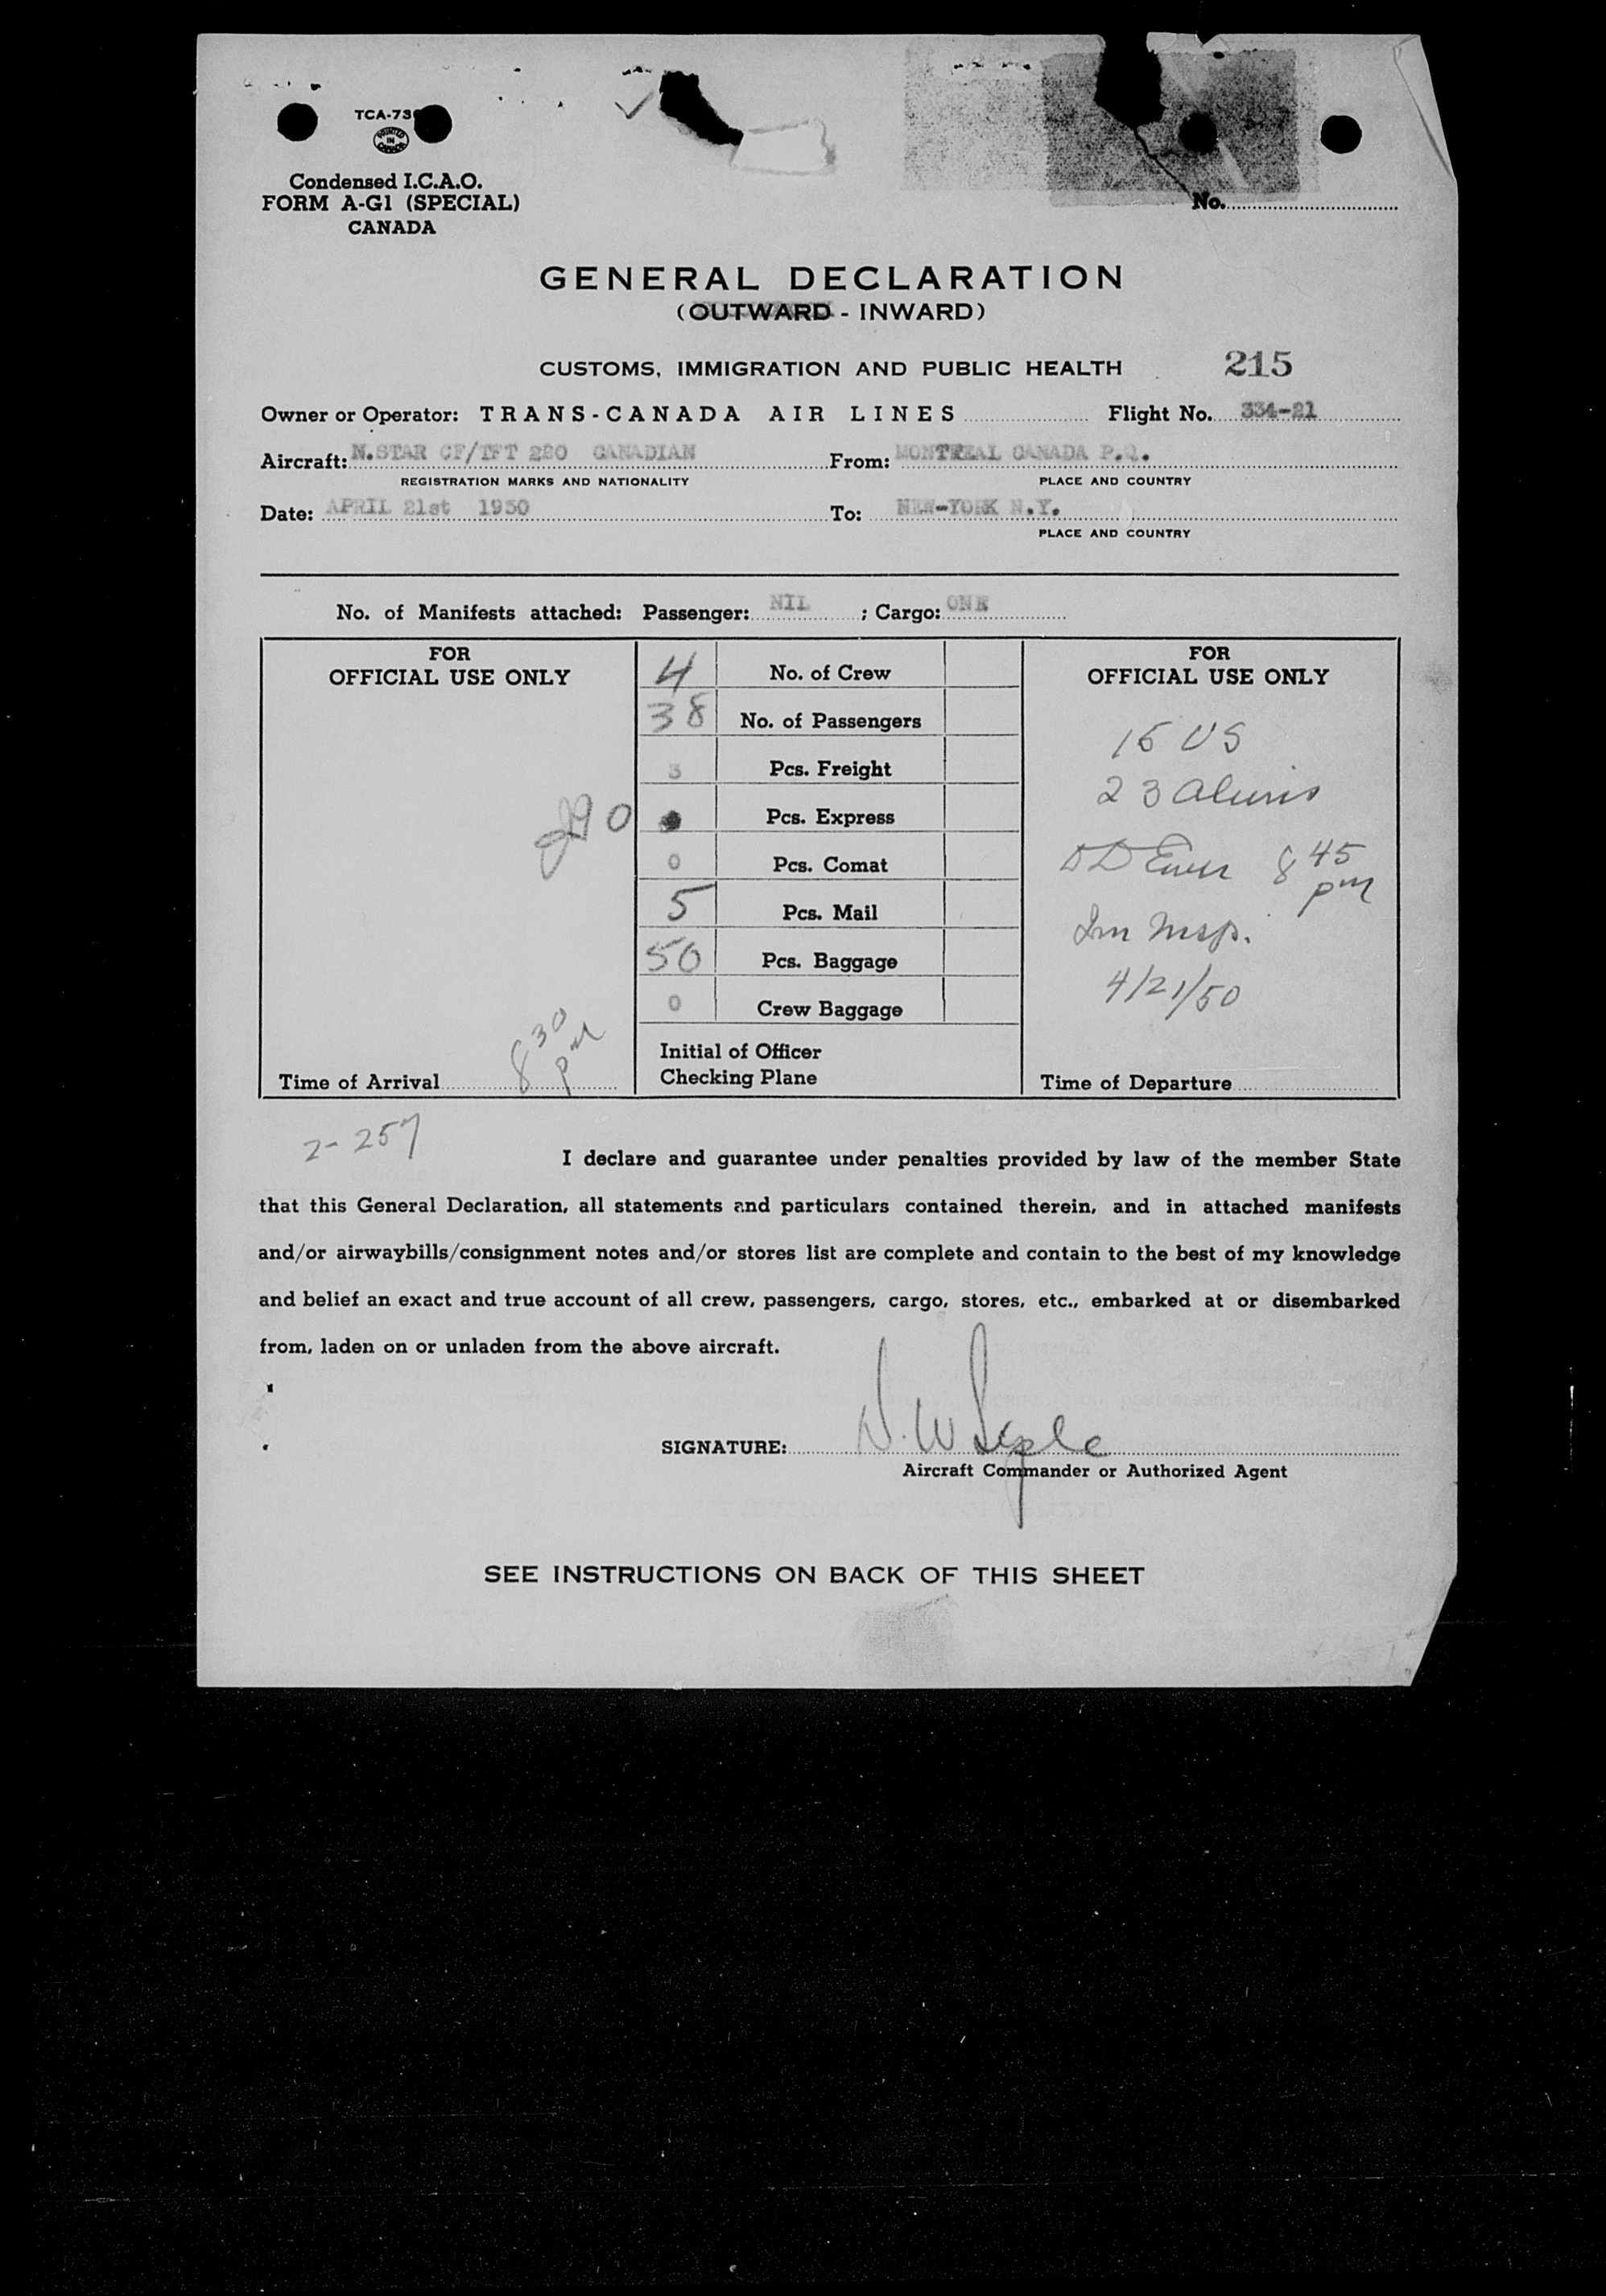 TCA-73
PRINTED IN CANADA
Condensed I.C.A.O.
FORM A-G1 (SPECIAL)
CANADA
No.
GENERAL DECLARATION
(OUTWARD - INWARD)
CUSTOMS, IMMIGRATION AND PUBLIC HEALTH 215
Owner or Operator: TRANS-CANADA AIR LINES Flight No. 334-21
Aircraft: N.STAR CF/TFT 220 CANADIAN From: MONTREAL CANADA P.Q.
REGISTRATION MARKS AND NATIONALITY PLACE AND COUNTRY
Date: APRIL 21st 1950 To: NEW-YORK N.Y.
PLACE AND COUNTRY
No. of Manifests attached: Passenger: NIL ; Cargo: ONE
FOR
OFFICIAL USE ONLY
290
Time of Arrival 8 30 pm
4 No. of Crew
38 No. of Passengers
3 Pcs. Freight
Pcs. Express
0 Pcs. Comat
5 Pcs. Mail
50 Pcs. Baggage
0 Crew Baggage
Initial of Officer
Checking Plane
FOR
OFFICIAL USE ONLY
15 US
23 Aliens
8 45 pm
Imm Insp.
4/21/50
Time of Departure
2-257
I declare and guarantee under penalties provided by law of the member State
that this General Declaration, all statements and particulars contained therein, and in attached manifests
and/or airwaybills/consignment notes and/or stores list are complete and contain to the best of my knowledge
and belief an exact and true account of all crew, passengers, cargo, stores, etc., embarked at or disembarked
from, laden on or unladen from the above aircraft.
SIGNATURE:
Aircraft Commander or Authorized Agent
SEE INSTRUCTIONS ON BACK OF THIS SHEET